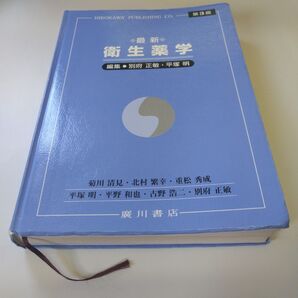 HIROKAWA PUBLISHING CO.
第3版
最新
衛生薬学
編集●別府 正敏・平塚 明
菊川 清見・北村 繁幸・重松 秀成
平塚 明・平野 和也・古野 浩二・別府 正敏
廣川書店